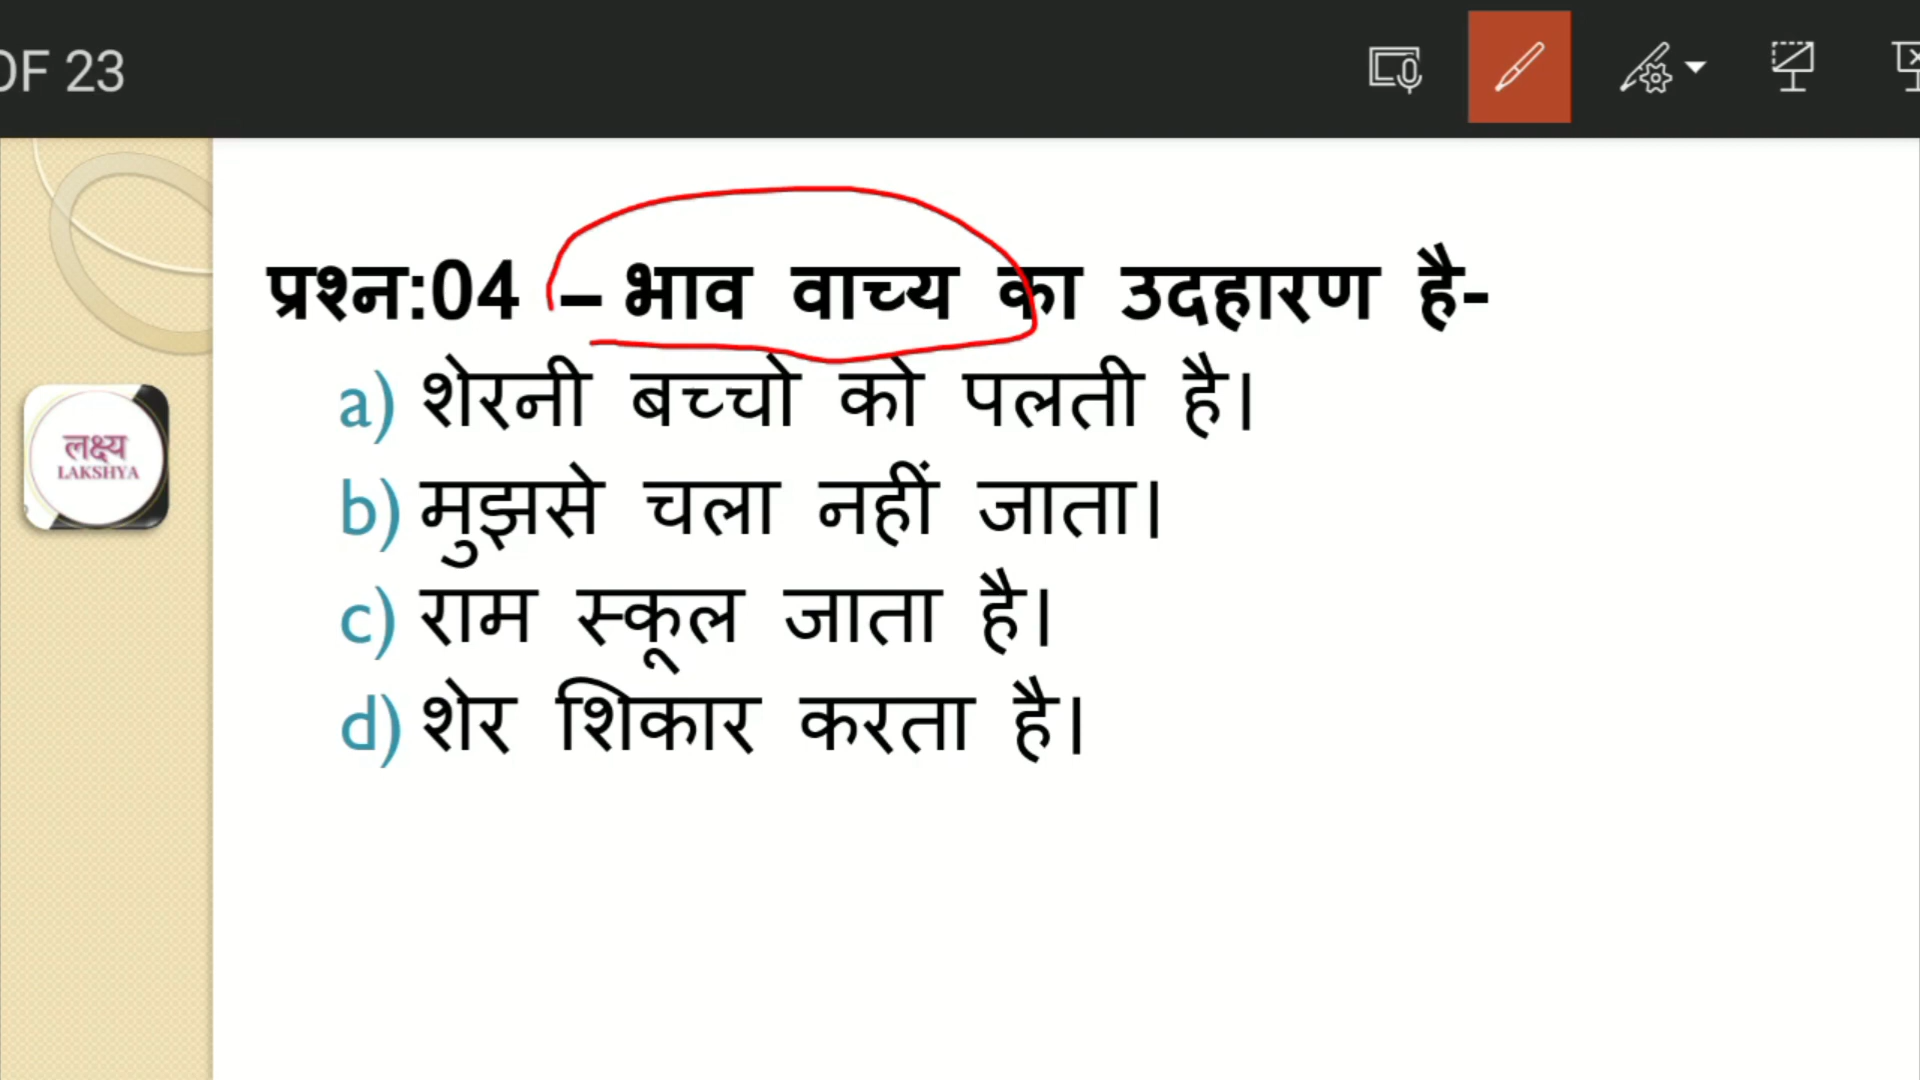 OF 23
प्रश्न:04 – भाव वाच्य का उदहारण है-
a) शेरनी बच्चो को पलती है।
b) मुझसे चला नहीं जाता।
लक्ष्य
LAKSHYA
c) राम स्कूल जाता है।
d) शेर शिकार करता है।